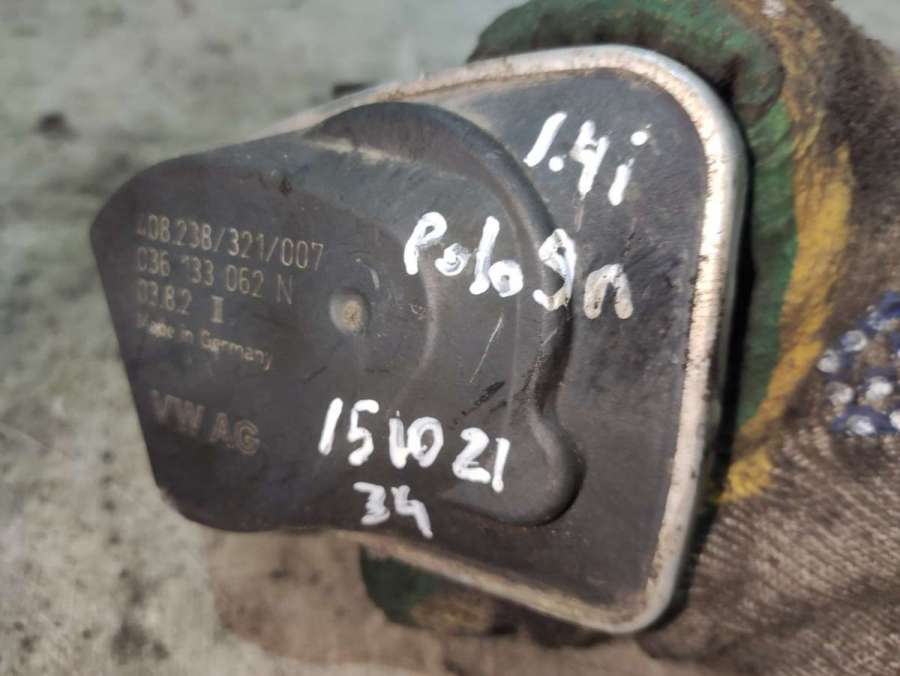 408.238/321/007
036 133 062 N
03.8.2 II
Made in Germany
VW AG
1.4i
Polo 9n
151021
34